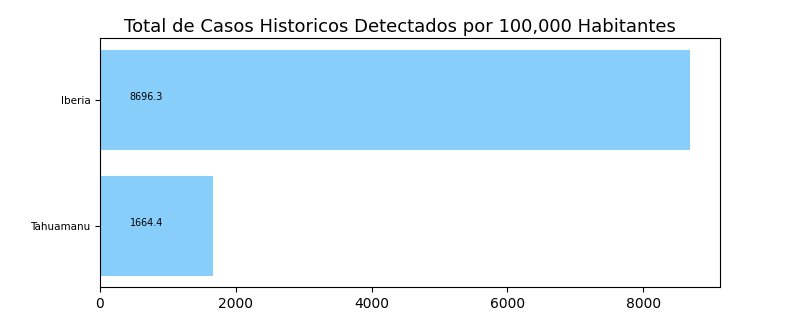 Total de Casos Historicos Detectados por 100,000 Habitantes
Iberia
8696.3
Tahuamanu
1664.4
0 2000 4000 6000 8000